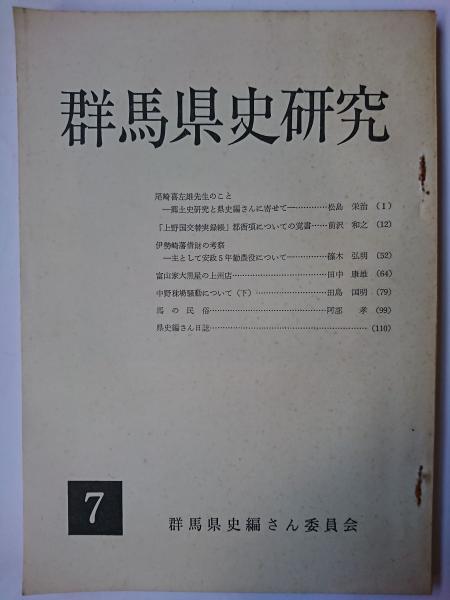 群馬県史研究
尾崎喜左雄先生のこと
―郷土史研究と県史編さんに寄せて―…………松島 栄治 (1)
「上野国交替実録帳」郡衙項についての覚書……前沢 和之 (12)
伊勢崎藩借財の考察
―主として安政5年勧農役について―………篠木 弘明 (52)
富山家大黒屋の上州店……………………………田中 康雄 (64)
中野秣場騒動について(下)……………………田島 国明 (79)
馬の民俗……………………………………………阿部 孝 (99)
県史編さん日誌……………………………………………………(110)
7
群馬県史編さん委員会